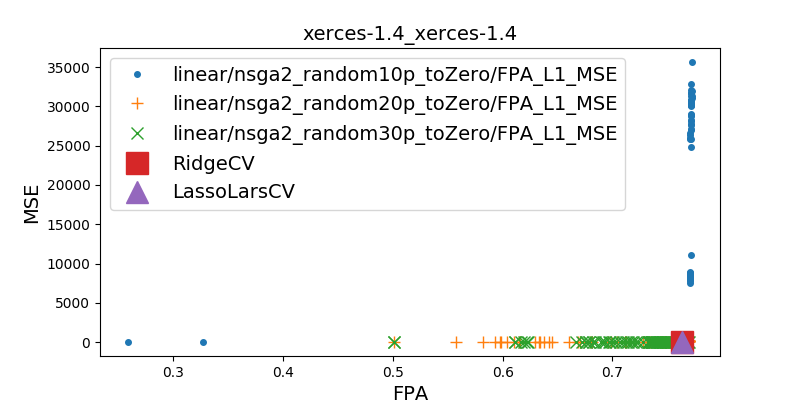 xerces-1.4_xerces-1.4
35000
30000
25000
20000
15000
10000
5000
0
MSE
linear/nsga2_random10p_toZero/FPA_L1_MSE
linear/nsga2_random20p_toZero/FPA_L1_MSE
linear/nsga2_random30p_toZero/FPA_L1_MSE
RidgeCV
LassoLarsCV
0.3 0.4 0.5 0.6 0.7
FPA